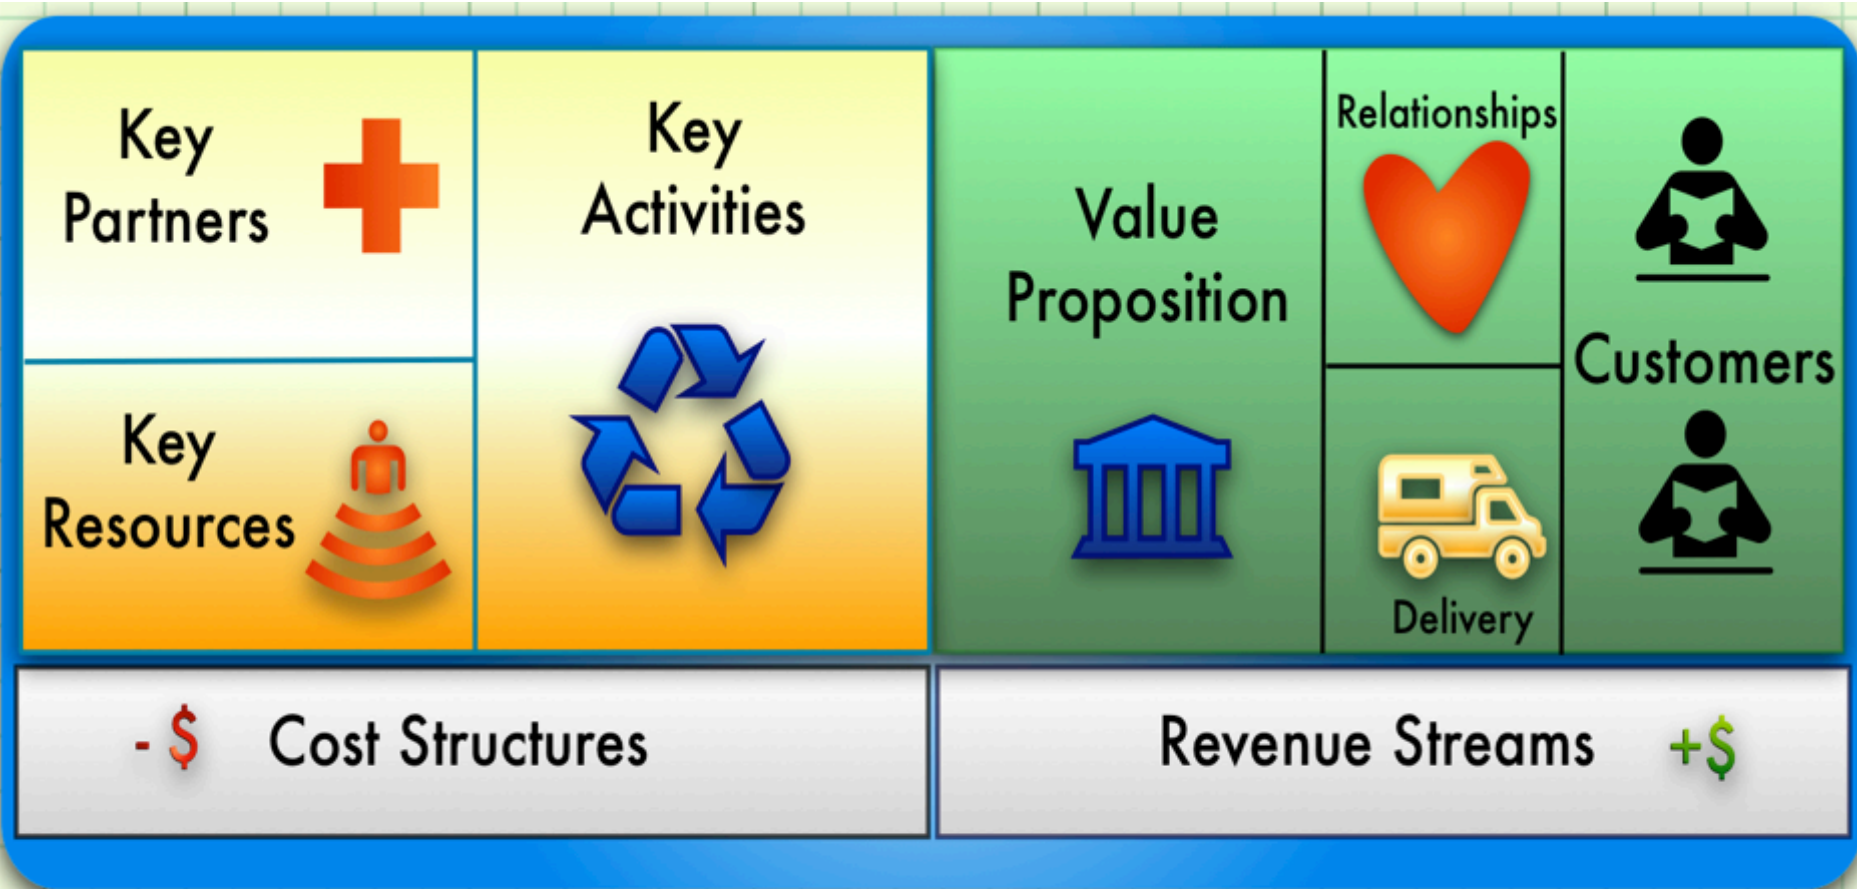 Key
Partners
Key
Resources
Key
Activities
Value
Proposition
Relationships
Delivery
Customers
- $ Cost Structures
Revenue Streams +$